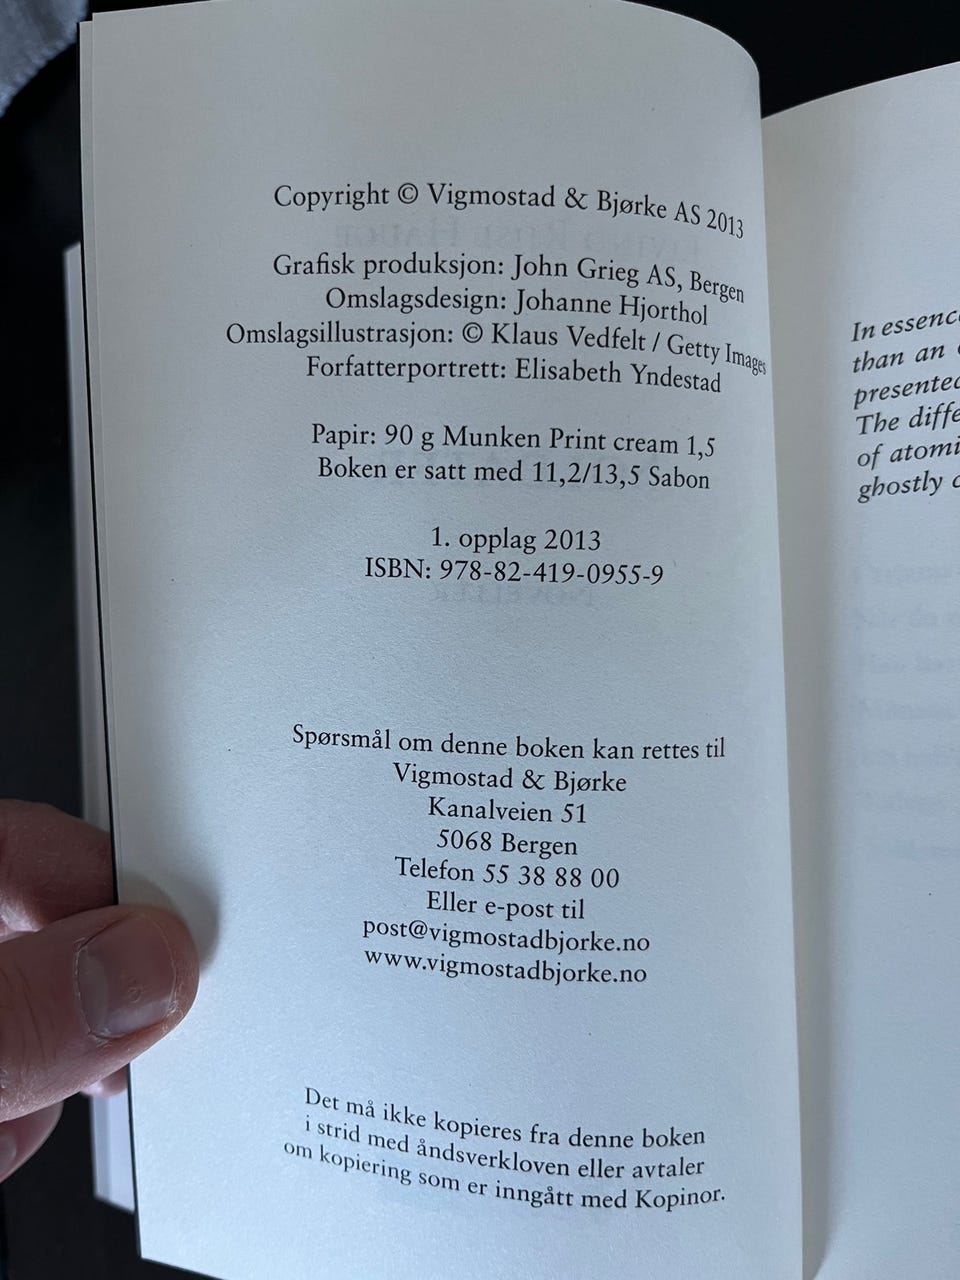 Copyright © Vigmostad & Bjørke AS 2013
Grafisk produksjon: John Grieg AS, Bergen
Omslagsdesign: Johanne Hjorthol
Omslagsillustrasjon: © Klaus Vedfelt / Getty Images
Forfatterportrett: Elisabeth Yndestad
Papir: 90 g Munken Print cream 1,5
Boken er satt med 11,2/13,5 Sabon
1. opplag 2013
ISBN: 978-82-419-0955-9
Spørsmål om denne boken kan rettes til
Vigmostad & Bjørke
Kanalveien 51
5068 Bergen
Telefon 55 38 88 00
Eller e-post til
post@vigmostadbjorke.no
www.vigmostadbjorke.no
Det må ikke kopieres fra denne boken
i strid med åndsverkloven eller avtaler
om kopiering som er inngått med Kopinor.
In essence
than an
presented
The diffe
of atomi
ghostly